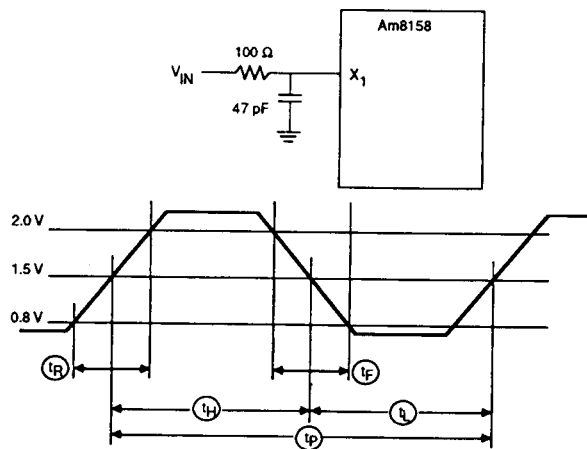 Am8158
100 Ω
V_IN
X_1
47 pF
2.0 V
1.5 V
0.8 V
t_R
t_F
t_H
t_L
t_P